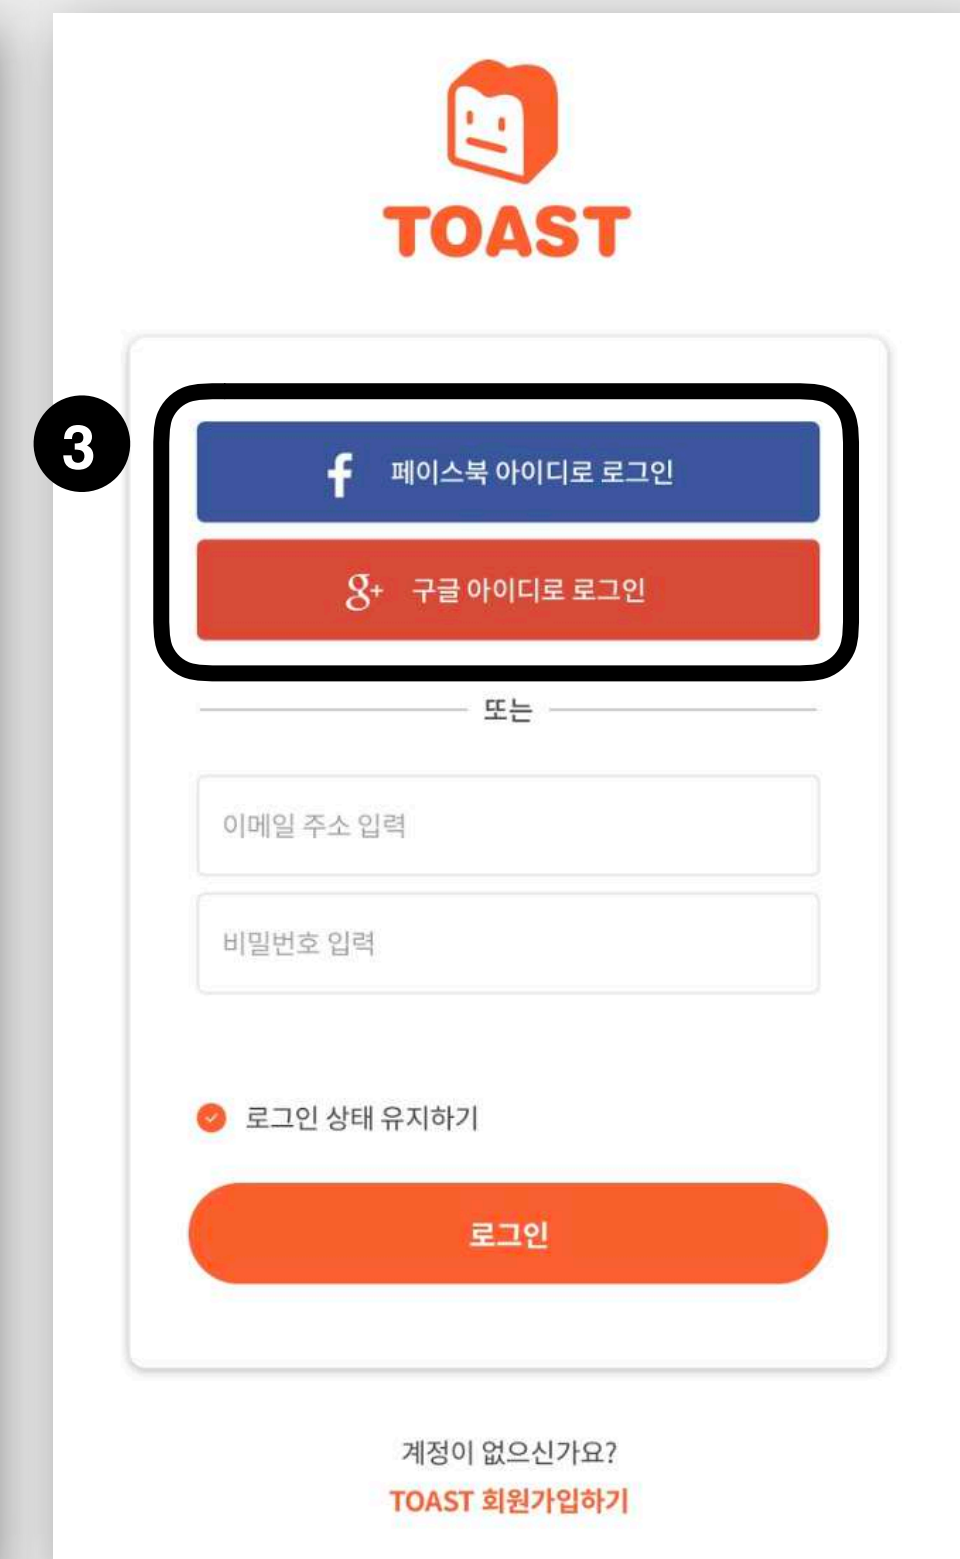 TOAST
3
f 페이스북 아이디로 로그인
g+ 구글 아이디로 로그인
또는
이메일 주소 입력
비밀번호 입력
로그인 상태 유지하기
로그인
계정이 없으신가요?
TOAST 회원가입하기